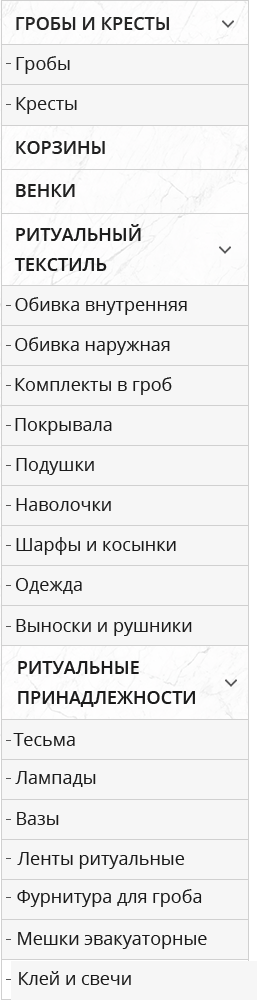 ГРОБЫ И КРЕСТЫ
- Гробы
- Кресты
КОРЗИНЫ
ВЕНКИ
РИТУАЛЬНЫЙ
ТЕКСТИЛЬ
- Обивка внутренняя
- Обивка наружная
- Комплекты в гроб
- Покрывала
- Подушки
- Наволочки
- Шарфы и косынки
- Одежда
- Выноски и рушники
РИТУАЛЬНЫЕ
ПРИНАДЛЕЖНОСТИ
- Тесьма
- Лампады
- Вазы
- Ленты ритуальные
- Фурнитура для гроба
- Мешки эвакуаторные
- Клей и свечи